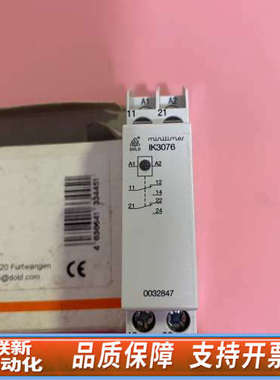 A1
A2
11
21
DOLD
minitimer
IK3076
A1
A2
12
11
14
22
21
24
0032847
20 Furtwangen
@dold.com
CE
联新
动化
品质保障 支持开票